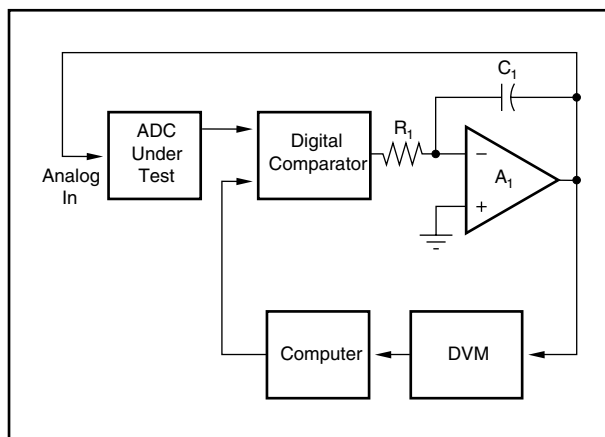 C₁
ADC
Under
Test
Digital
Comparator
R₁
−
A₁
+
Analog
In
Computer
DVM